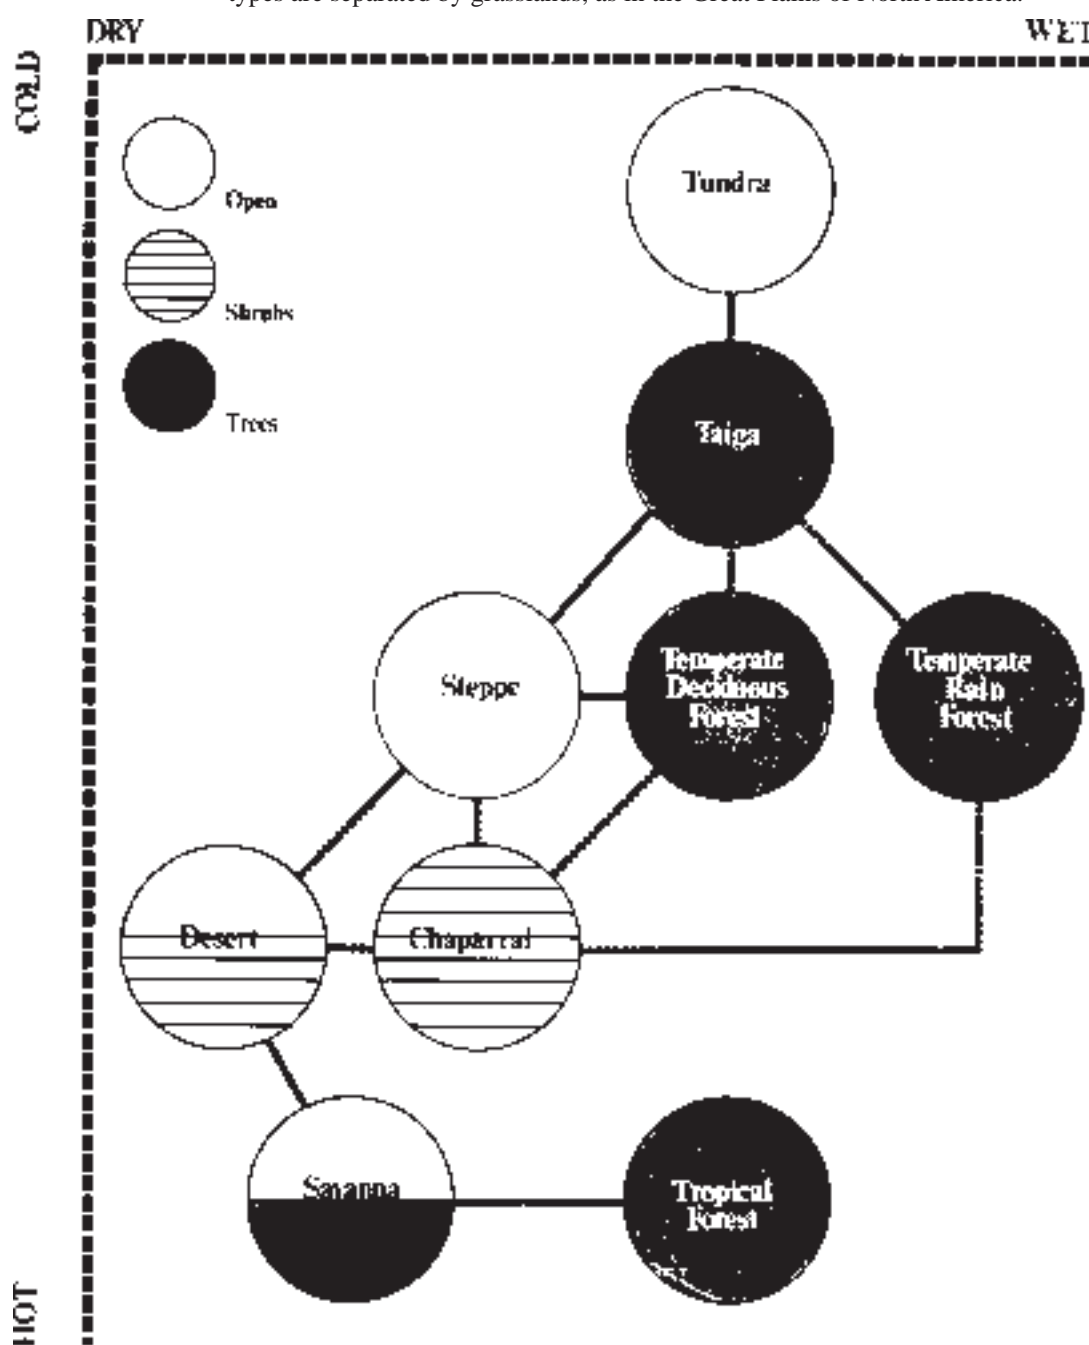 types are separated by grasslands, as in the Great Plains of North America.
DRY
WET
COLD
Open
Shrubs
Trees
Tundra
Taiga
Steppe
Temperate
Deciduous
Forest
Temperate
Rain
Forest
Desert
Chaparral
Savanna
Tropical
Forest
HOT